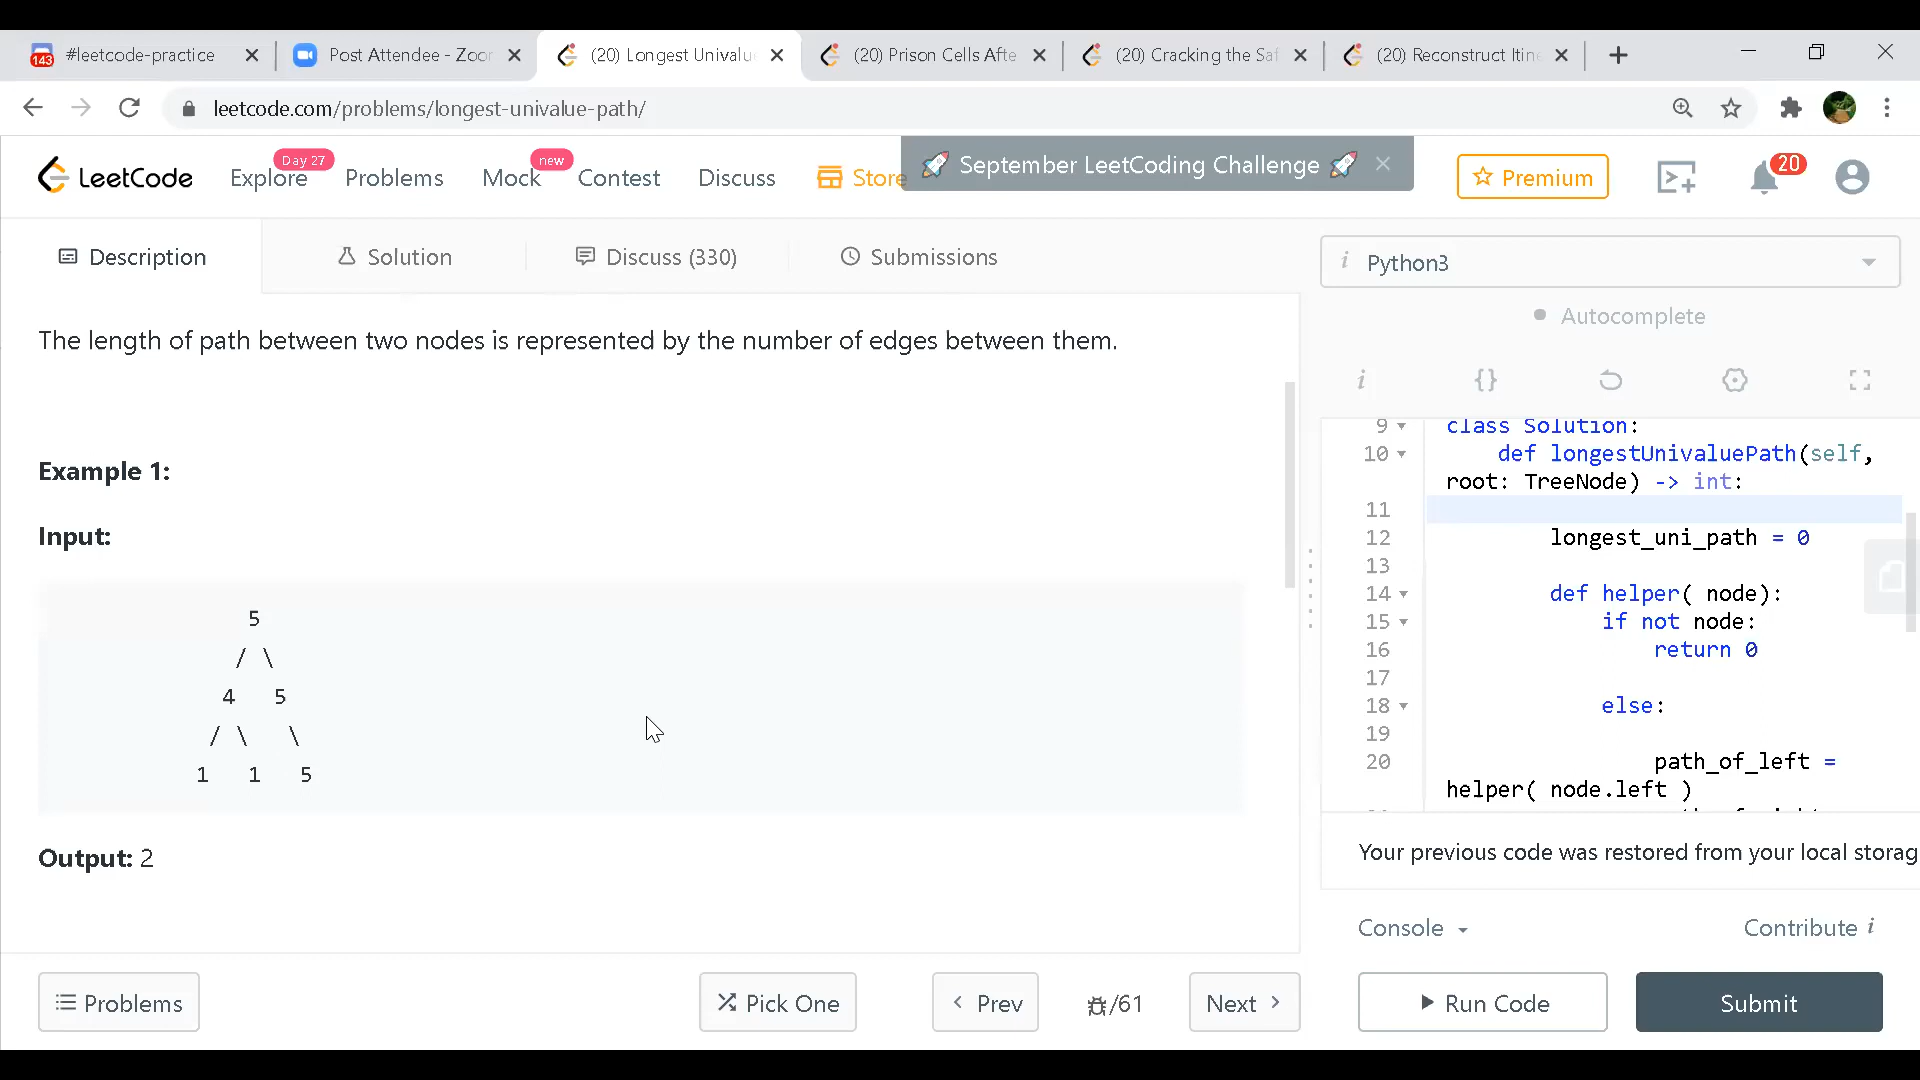 143 #leetcode-practice
Post Attendee - Zoor
(20) Longest Univalu
(20) Prison Cells Afte
(20) Cracking the Saf
(20) Reconstruct Itine
leetcode.com/problems/longest-univalue-path/
LeetCode
Explore Day 27
Problems
Mock new
Contest
Discuss
Store
🚀 September LeetCoding Challenge 🚀
☆ Premium
20
Description
Solution
Discuss (330)
Submissions
The length of path between two nodes is represented by the number of edges between them.
Example 1:
Input:
5
/ \
4 5
/ \ \
1 1 5
Output: 2
i Python3
Autocomplete
i {}
9 class Solution:
10 def longestUnivaluePath(self,
root: TreeNode) -> int:
11
12 longest_uni_path = 0
13
14 def helper( node):
15 if not node:
16 return 0
17
18 else:
19
20 path_of_left =
helper( node.left )
Your previous code was restored from your local storag
Console
Contribute i
Problems
Pick One
Prev
/61
Next
Run Code
Submit